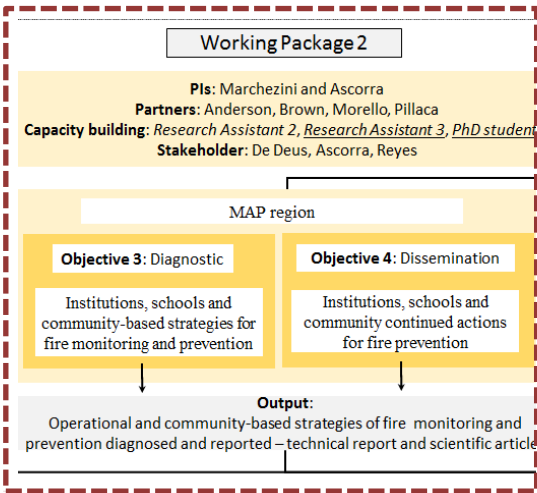 Working Package 2
PIs: Marchezini and Ascorra
Partners: Anderson, Brown, Morello, Pillaca
Capacity building: Research Assistant 2, Research Assistant 3, PhD student
Stakeholder: De Deus, Ascorra, Reyes
MAP region
Objective 3: Diagnostic
Institutions, schools and
community-based strategies for
fire monitoring and prevention
Objective 4: Dissemination
Institutions, schools and
community continued actions
for fire prevention
Output:
Operational and community-based strategies of fire monitoring and
prevention diagnosed and reported – technical report and scientific article